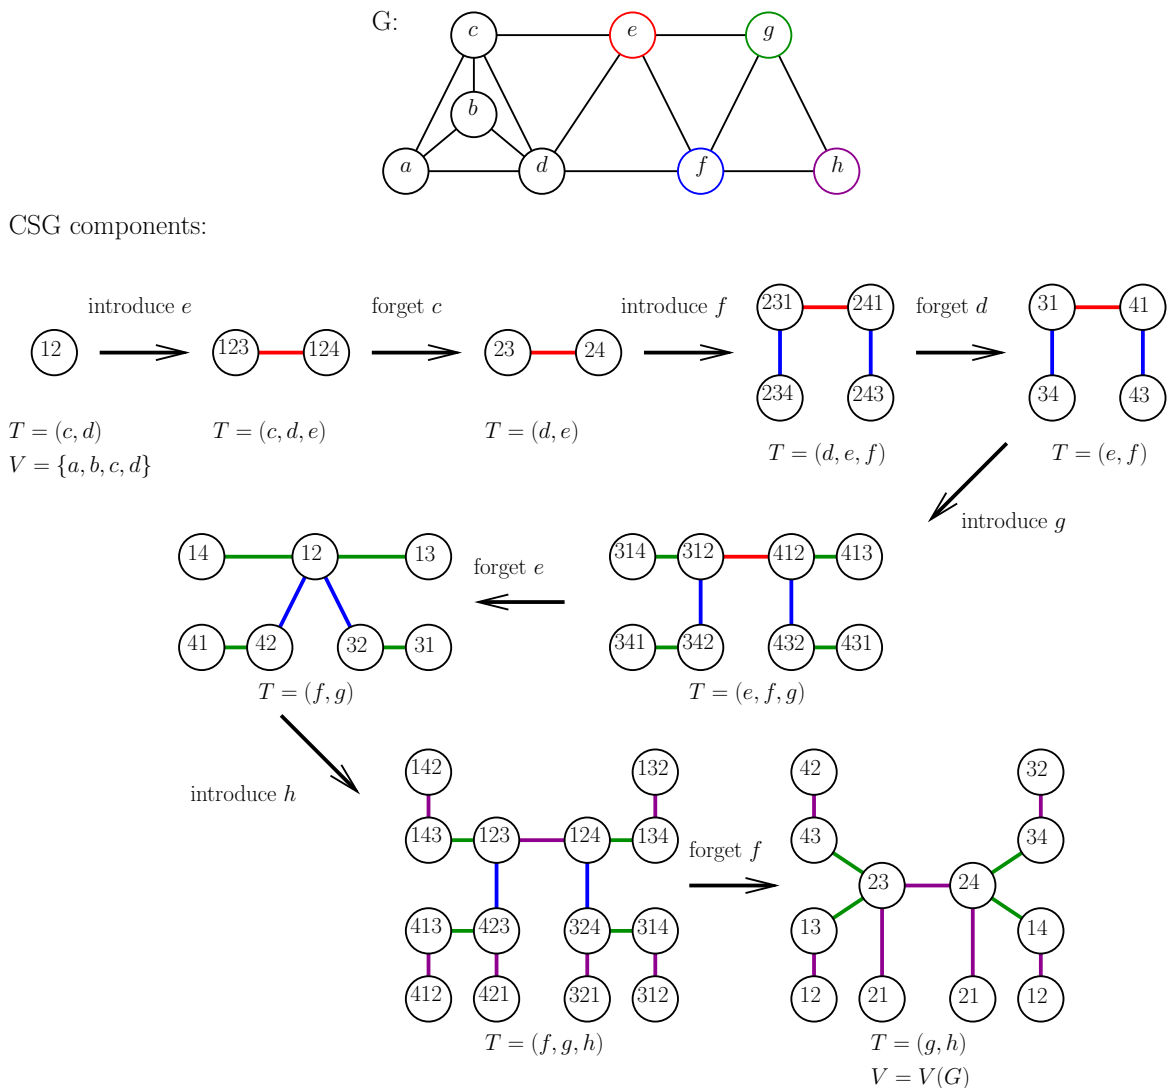 G:
c e g
b
a d f h
CSG components:
introduce e forget c introduce f forget d
12 123 124 23 24 231 241 31 41
234 243 34 43
T = (c, d) T = (c, d, e) T = (d, e) T = (d, e, f) T = (e, f)
V = {a, b, c, d}
introduce g
14 12 13 forget e 314 312 412 413
41 42 32 31 341 342 432 431
T = (f, g) T = (e, f, g)
introduce h
142 132 42 32
143 123 124 134 forget f 43 34
23 24
413 423 324 314 13 14
412 421 321 312 12 21 21 12
T = (f, g, h) T = (g, h)
V = V(G)